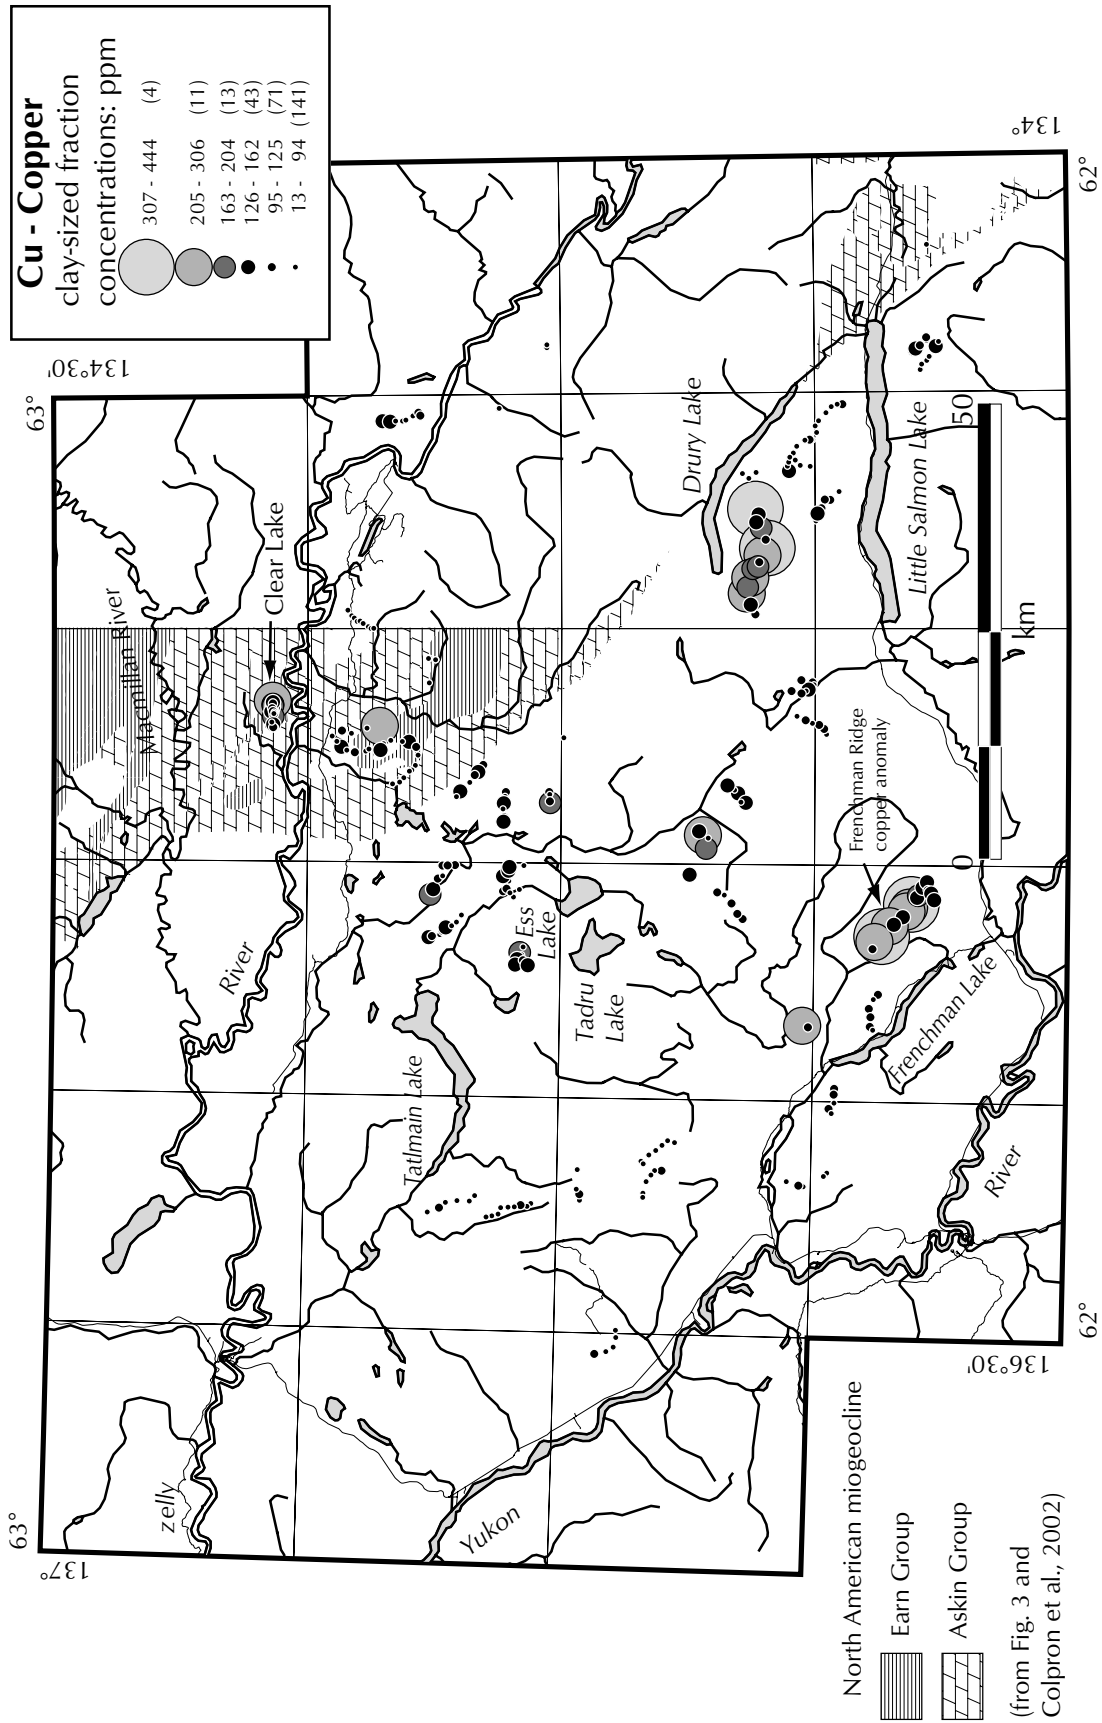 Cu - Copper
clay-sized fraction
concentrations: ppm
307 - 444 (4)
205 - 306 (11)
163 - 204 (13)
126 - 162 (43)
95 - 125 (71)
13 - 94 (141)
63°
134°30'
134°
62°
Macmillan River
Clear Lake
Drury Lake
Little Salmon Lake
50
km
0
Frenchman Ridge
copper anomaly
River
Ess
Lake
Tadru
Lake
Tatlmain Lake
Frenchman Lake
River
zelly
Yukon
63°
137°
136°30'
62°
North American miogeocline
Earn Group
Askin Group
(from Fig. 3 and
Colpron et al., 2002)